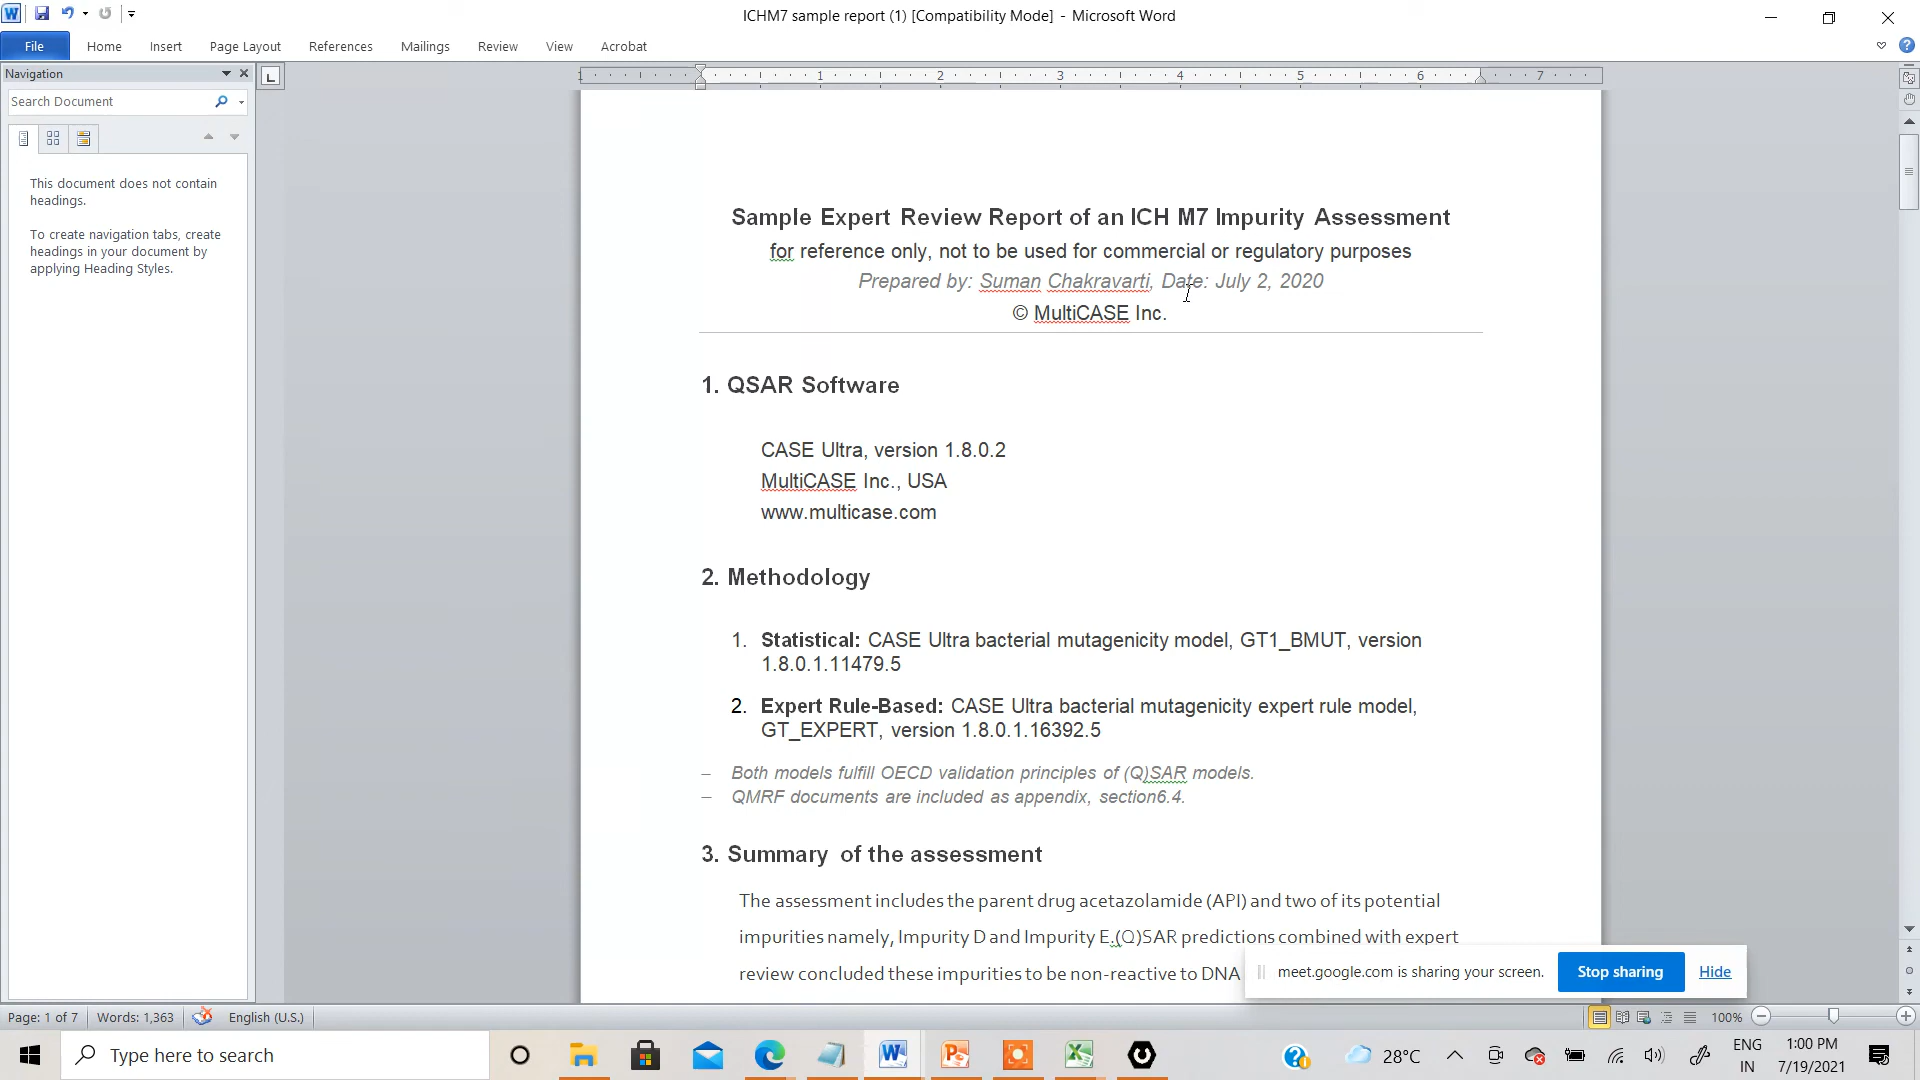 ICHM7 sample report (1) [Compatibility Mode] - Microsoft Word
File Home Insert Page Layout References Mailings Review View Acrobat
Navigation
Search Document
This document does not contain
headings.
To create navigation tabs, create
headings in your document by
applying Heading Styles.
1 1 2 3 4 5 6 7
Sample Expert Review Report of an ICH M7 Impurity Assessment
for reference only, not to be used for commercial or regulatory purposes
Prepared by: Suman Chakravarti, Date: July 2, 2020
© MultiCASE Inc.
1. QSAR Software
CASE Ultra, version 1.8.0.2
MultiCASE Inc., USA
www.multicase.com
2. Methodology
1. Statistical: CASE Ultra bacterial mutagenicity model, GT1_BMUT, version
1.8.0.1.11479.5
2. Expert Rule-Based: CASE Ultra bacterial mutagenicity expert rule model,
GT_EXPERT, version 1.8.0.1.16392.5
– Both models fulfill OECD validation principles of (Q)SAR models.
– QMRF documents are included as appendix, section6.4.
3. Summary of the assessment
The assessment includes the parent drug acetazolamide (API) and two of its potential
impurities namely, Impurity D and Impurity E.(Q)SAR predictions combined with expert
review concluded these impurities to be non-reactive to DNA
meet.google.com is sharing your screen. Stop sharing Hide
Page: 1 of 7 Words: 1,363 English (U.S.) 100%
Type here to search
28°C
ENG
IN
1:00 PM
7/19/2021